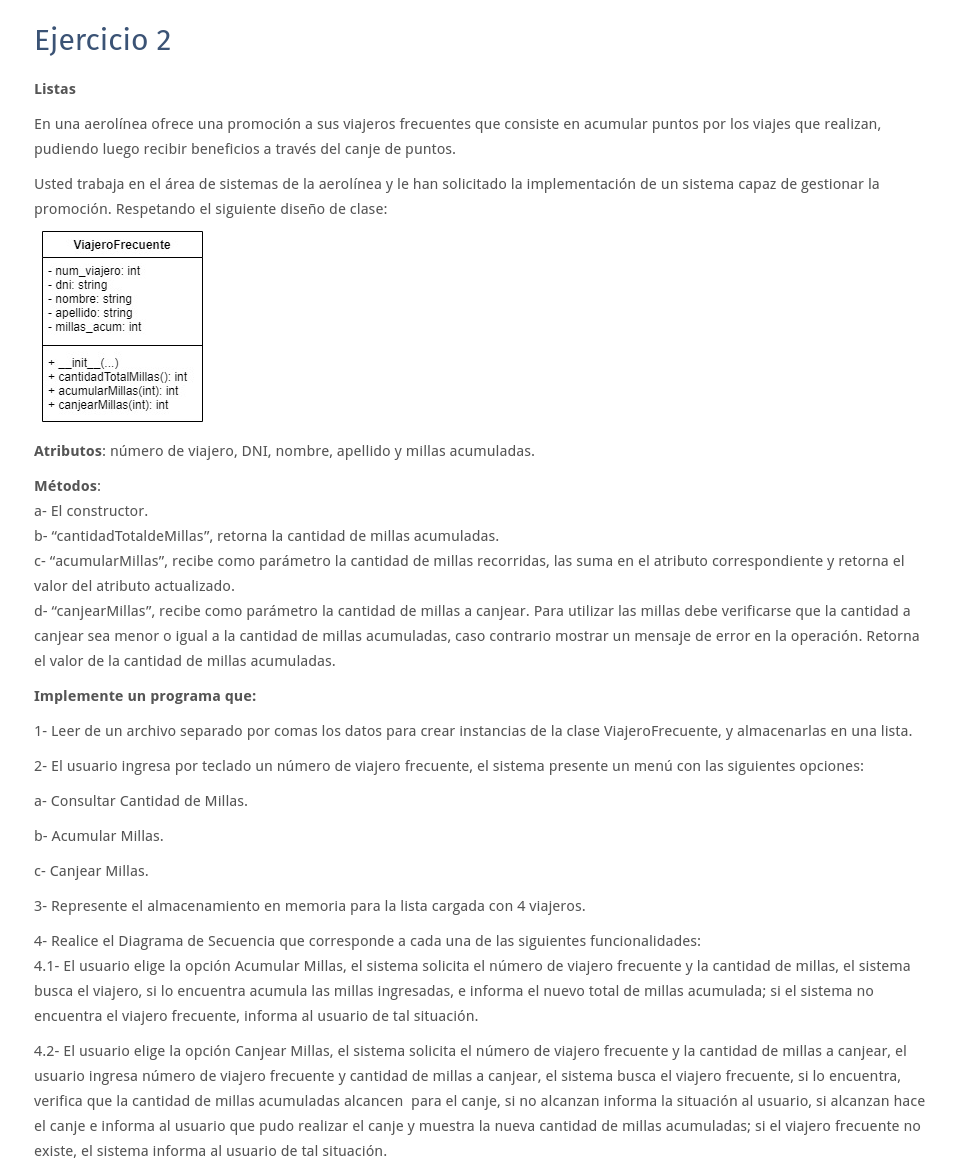 Ejercicio 2
Listas
En una aerolínea ofrece una promoción a sus viajeros frecuentes que consiste en acumular puntos por los viajes que realizan,
pudiendo luego recibir beneficios a través del canje de puntos.
Usted trabaja en el área de sistemas de la aerolínea y le han solicitado la implementación de un sistema capaz de gestionar la
promoción. Respetando el siguiente diseño de clase:
ViajeroFrecuente
- num_viajero: int
- dni: string
- nombre: string
- apellido: string
- millas_acum: int
+ __init__(...)
+ cantidadTotalMillas(): int
+ acumularMillas(int): int
+ canjearMillas(int): int
Atributos: número de viajero, DNI, nombre, apellido y millas acumuladas.
Métodos:
a- El constructor.
b- “cantidadTotaldeMillas”, retorna la cantidad de millas acumuladas.
c- “acumularMillas”, recibe como parámetro la cantidad de millas recorridas, las suma en el atributo correspondiente y retorna el
valor del atributo actualizado.
d- “canjearMillas”, recibe como parámetro la cantidad de millas a canjear. Para utilizar las millas debe verificarse que la cantidad a
canjear sea menor o igual a la cantidad de millas acumuladas, caso contrario mostrar un mensaje de error en la operación. Retorna
el valor de la cantidad de millas acumuladas.
Implemente un programa que:
1- Leer de un archivo separado por comas los datos para crear instancias de la clase ViajeroFrecuente, y almacenarlas en una lista.
2- El usuario ingresa por teclado un número de viajero frecuente, el sistema presente un menú con las siguientes opciones:
a- Consultar Cantidad de Millas.
b- Acumular Millas.
c- Canjear Millas.
3- Represente el almacenamiento en memoria para la lista cargada con 4 viajeros.
4- Realice el Diagrama de Secuencia que corresponde a cada una de las siguientes funcionalidades:
4.1- El usuario elige la opción Acumular Millas, el sistema solicita el número de viajero frecuente y la cantidad de millas, el sistema
busca el viajero, si lo encuentra acumula las millas ingresadas, e informa el nuevo total de millas acumulada; si el sistema no
encuentra el viajero frecuente, informa al usuario de tal situación.
4.2- El usuario elige la opción Canjear Millas, el sistema solicita el número de viajero frecuente y la cantidad de millas a canjear, el
usuario ingresa número de viajero frecuente y cantidad de millas a canjear, el sistema busca el viajero frecuente, si lo encuentra,
verifica que la cantidad de millas acumuladas alcancen  para el canje, si no alcanzan informa la situación al usuario, si alcanzan hace
el canje e informa al usuario que pudo realizar el canje y muestra la nueva cantidad de millas acumuladas; si el viajero frecuente no
existe, el sistema informa al usuario de tal situación.